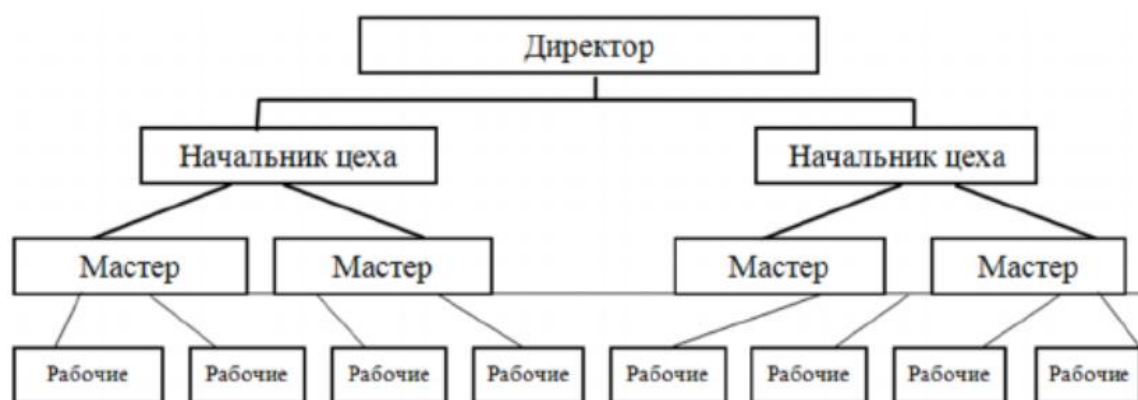 Директор
Начальник цеха
Начальник цеха
Мастер
Мастер
Мастер
Мастер
Рабочие
Рабочие
Рабочие
Рабочие
Рабочие
Рабочие
Рабочие
Рабочие